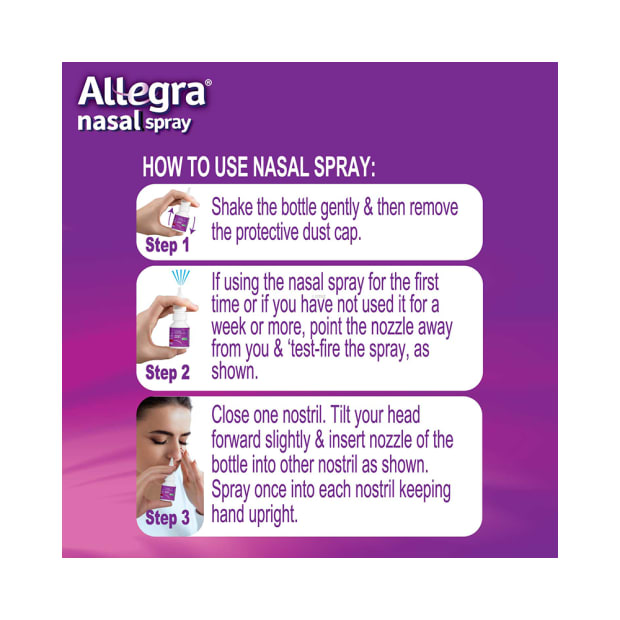 Allegra®
nasal spray
HOW TO USE NASAL SPRAY:
Step 1
Shake the bottle gently & then remove
the protective dust cap.
Step 2
If using the nasal spray for the first
time or if you have not used it for a
week or more, point the nozzle away
from you & ‘test-fire the spray, as
shown.
Step 3
Close one nostril. Tilt your head
forward slightly & insert nozzle of the
bottle into other nostril as shown.
Spray once into each nostril keeping
hand upright.